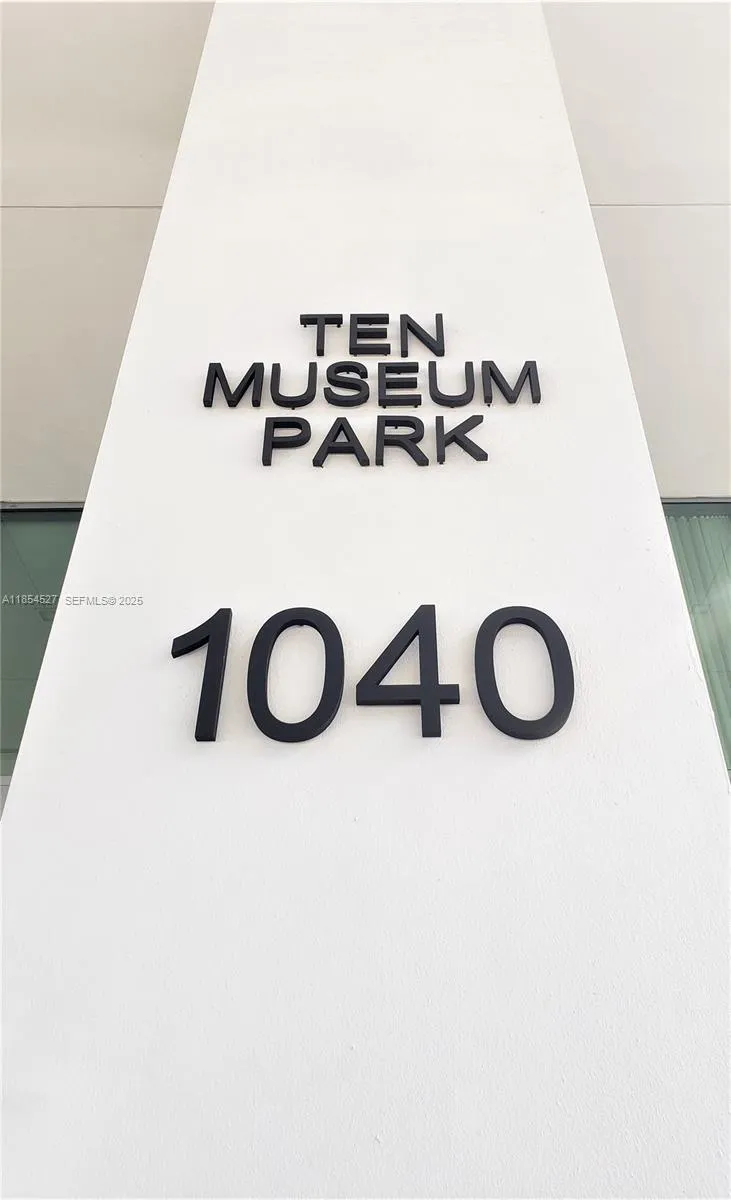 TEN
MUSEUM
PARK
A11854527 SEFMLS© 2025
1040